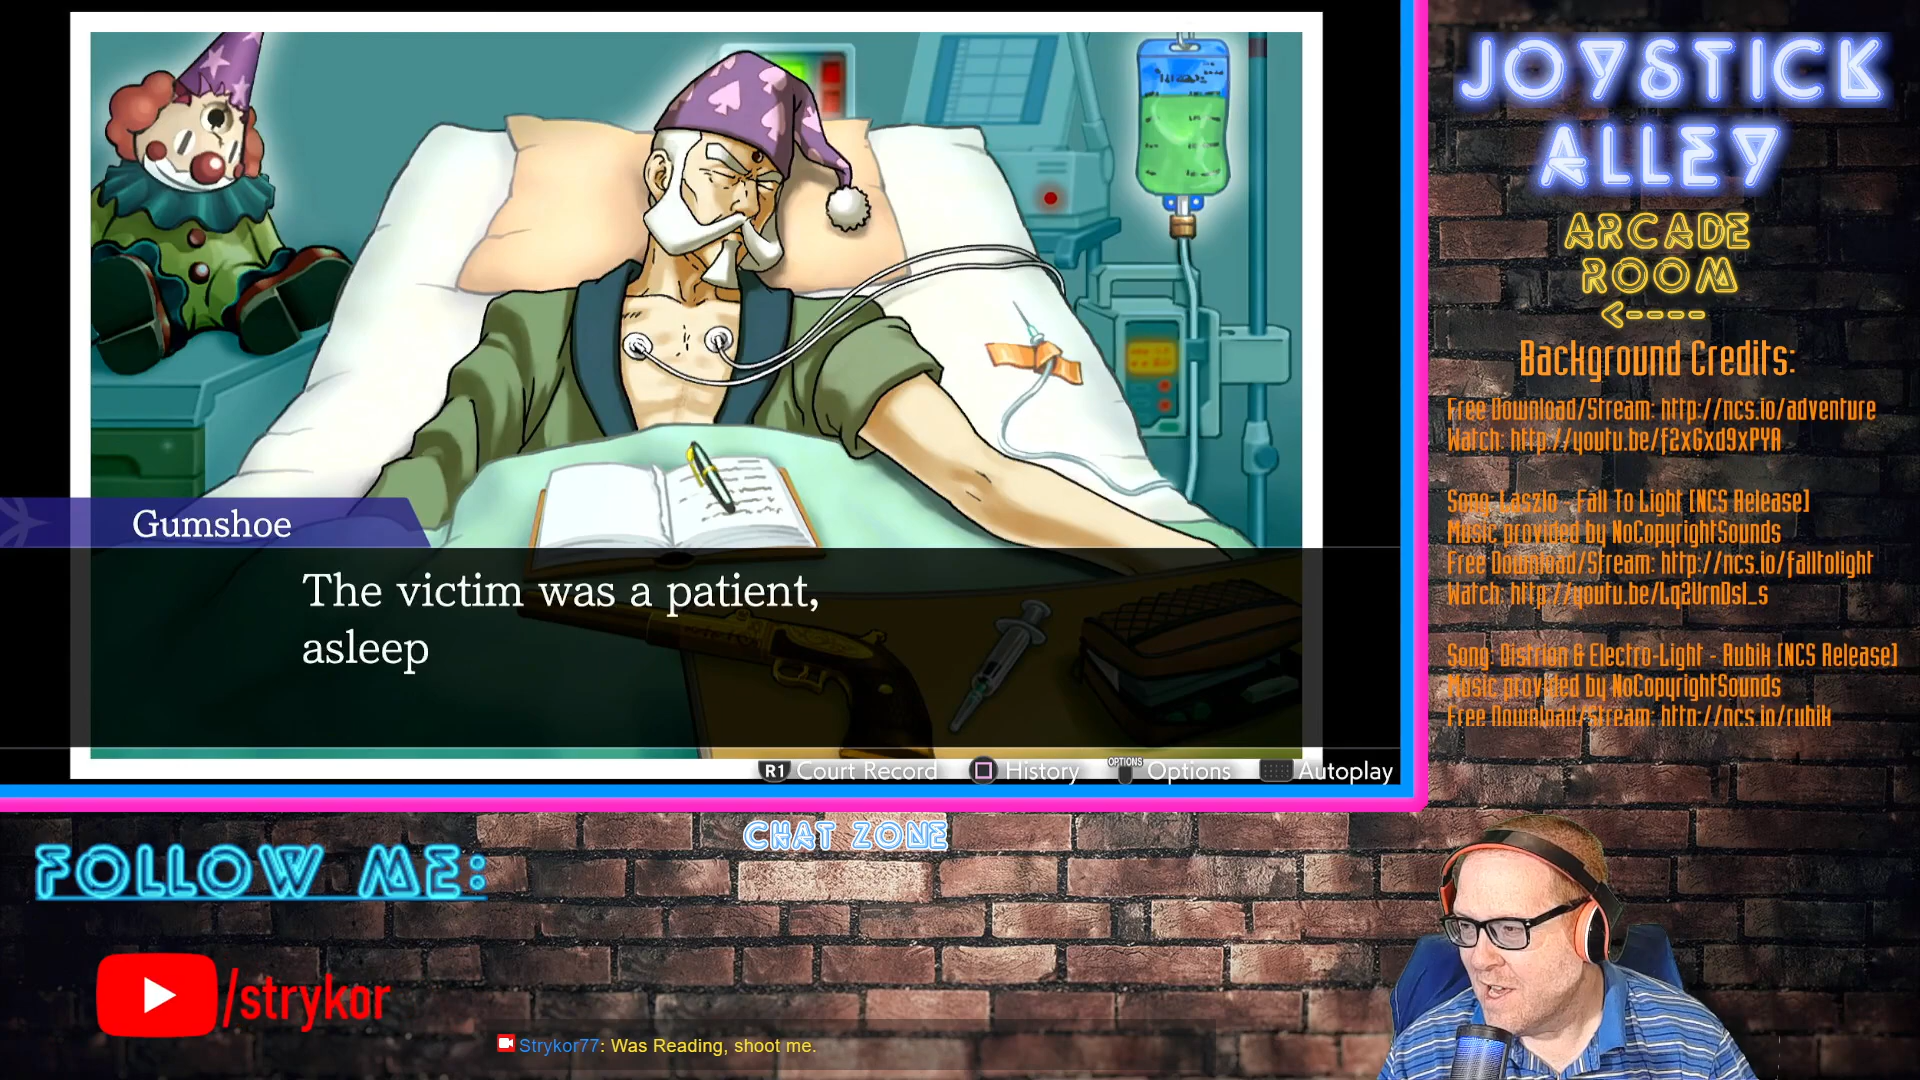 JOYSTICK
ALLEY
ARCADE
ROOM
<----
Background Credits:
Free Download/Stream: http://ncs.io/adventure
Watch: http://youtu.be/f2xGxd9xPYA
Song: Laszlo - Fall To Light [NCS Release]
Music provided by NoCopyrightSounds
Free Download/Stream: http://ncs.io/falltolight
Watch: http://youtu.be/Lq2UrnDsl_s
Song: Distrion & Electro-Light - Rubik [NCS Release]
Music provided by NoCopyrightSounds
Free Download/Stream: http://ncs.io/rubik
Gumshoe
The victim was a patient,
asleep
R1 Court Record
History
OPTIONS Options
Autoplay
CHAT ZONE
FOLLOW ME:
/strykor
Strykor77: Was Reading, shoot me.